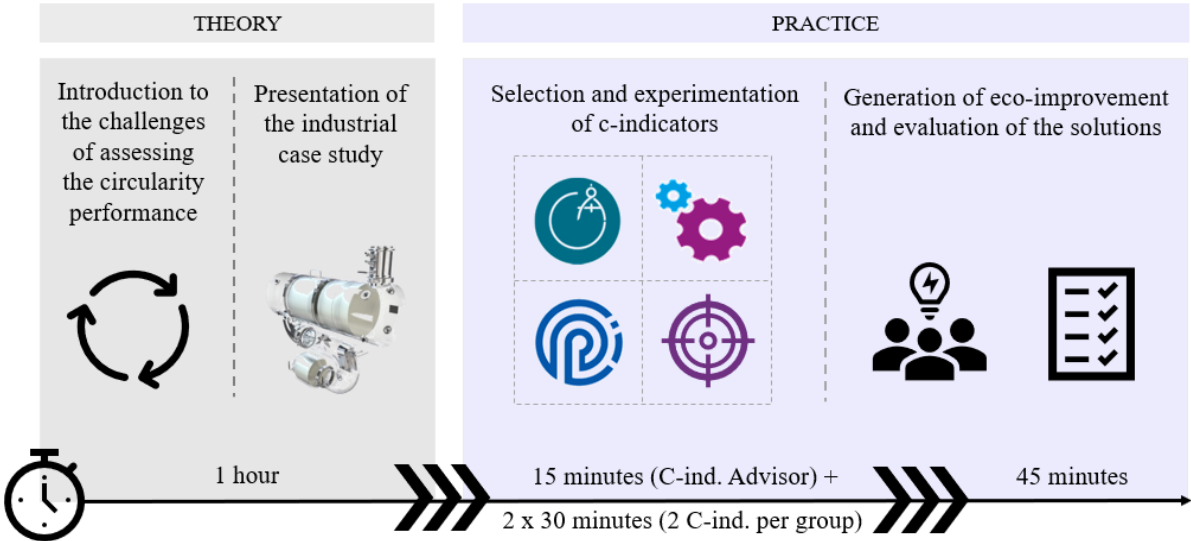 THEORY
PRACTICE
Introduction to
the challenges
of assessing
the circularity
performance
Presentation of
the industrial
case study
Selection and experimentation
of c-indicators
Generation of eco-improvement
and evaluation of the solutions
1 hour
15 minutes (C-ind. Advisor) +
2 x 30 minutes (2 C-ind. per group)
45 minutes